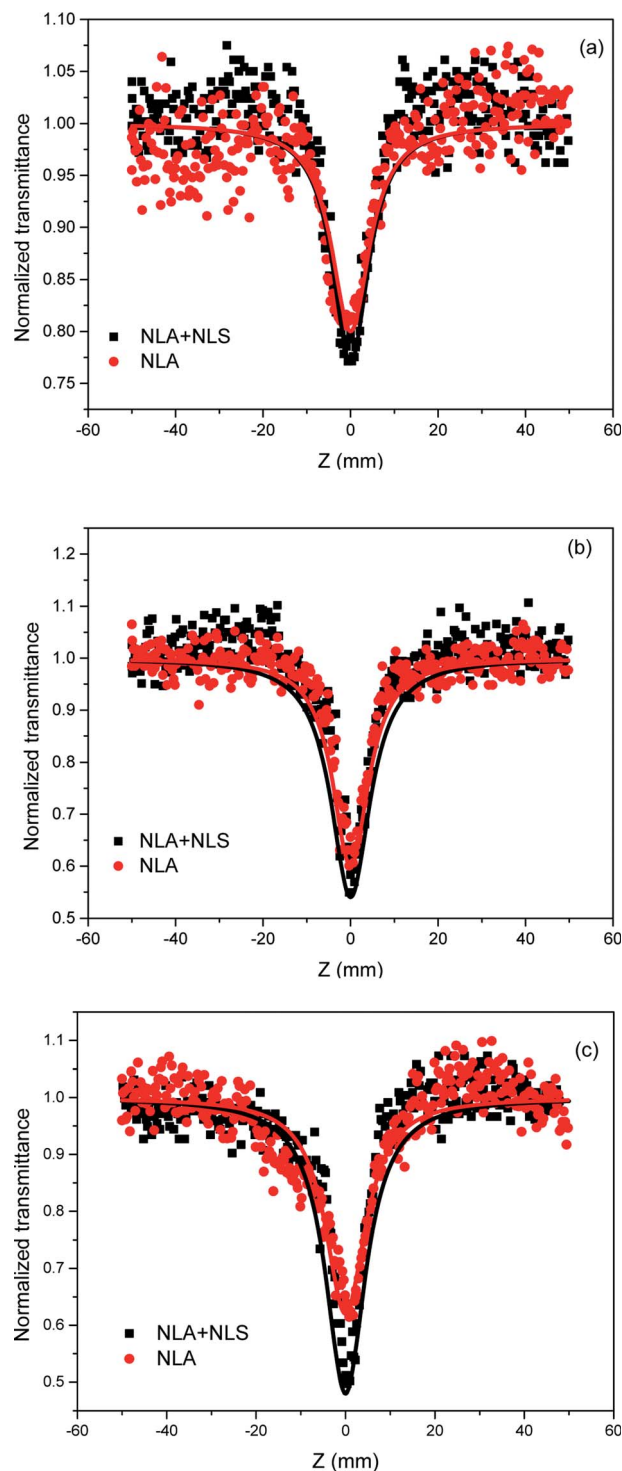 (a)
1.10
1.05
1.00
0.95
0.90
0.85
0.80
0.75
Normalized transmittance
NLA+NLS
NLA
-60 -40 -20 0 20 40 60
Z (mm)
(b)
1.2
1.1
1.0
0.9
0.8
0.7
0.6
0.5
Normalized transmittance
NLA+NLS
NLA
-60 -40 -20 0 20 40 60
Z (mm)
(c)
1.1
1.0
0.9
0.8
0.7
0.6
0.5
Normalized transmittance
NLA+NLS
NLA
-60 -40 -20 0 20 40 60
Z (mm)